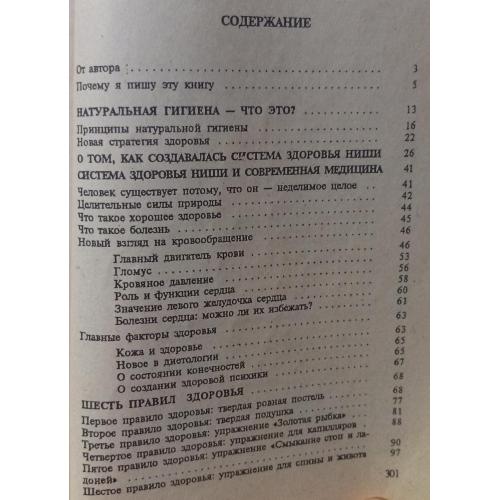 СОДЕРЖАНИЕ
От автора . . . . . . . . . . . . . . . . 3
Почему я пишу эту книгу . . . . . . . . . . . . 5
НАТУРАЛЬНАЯ ГИГИЕНА — ЧТО ЭТО? . . . . . . . . 13
Принципы натуральной гигиены . . . . . . . . . . 16
Новая стратегия здоровья . . . . . . . . . . . . 22
О ТОМ, КАК СОЗДАВАЛАСЬ СИСТЕМА ЗДОРОВЬЯ НИШИ 26
СИСТЕМА ЗДОРОВЬЯ НИШИ И СОВРЕМЕННАЯ МЕДИЦИНА 41
Человек существует потому, что он — неделимое целое . . 41
Целительные силы природы . . . . . . . . . . . 42
Что такое хорошее здоровье . . . . . . . . . . . 44
Что такое болезнь . . . . . . . . . . . . . . 45
Новый взгляд на кровообращение . . . . . . . . . 46
Главный двигатель крови . . . . . . . . . . . 46
Гломус . . . . . . . . . . . . . . . . 53
Кровяное давление . . . . . . . . . . . . . 56
Роль и функции сердца . . . . . . . . . . . 58
Значение левого желудочка сердца . . . . . . . . 60
Болезни сердца: можно ли их избежать? . . . . . . 61
Главные факторы здоровья . . . . . . . . . . . 63
Кожа и здоровье . . . . . . . . . . . . . 63
Новое в диетологии . . . . . . . . . . . . 65
О состоянии конечностей . . . . . . . . . . . 65
О создании здоровой психики . . . . . . . . . 67
ШЕСТЬ ПРАВИЛ ЗДОРОВЬЯ . . . . . . . . . . . 68
Первое правило здоровья: твердая ровная постель . . . . 68
Второе правило здоровья: твердая подушка . . . . . . 77
Третье правило здоровья: упражнение «Золотая рыбка» . . 81
Четвертое правило здоровья: упражнение для капилляров . 88
Пятое правило здоровья: упражнение «Смыкание стоп и ла-
доней» . . . . . . . . . . . . . . . . . 90
Шестое правило здоровья: упражнение для спины и живота 97
301